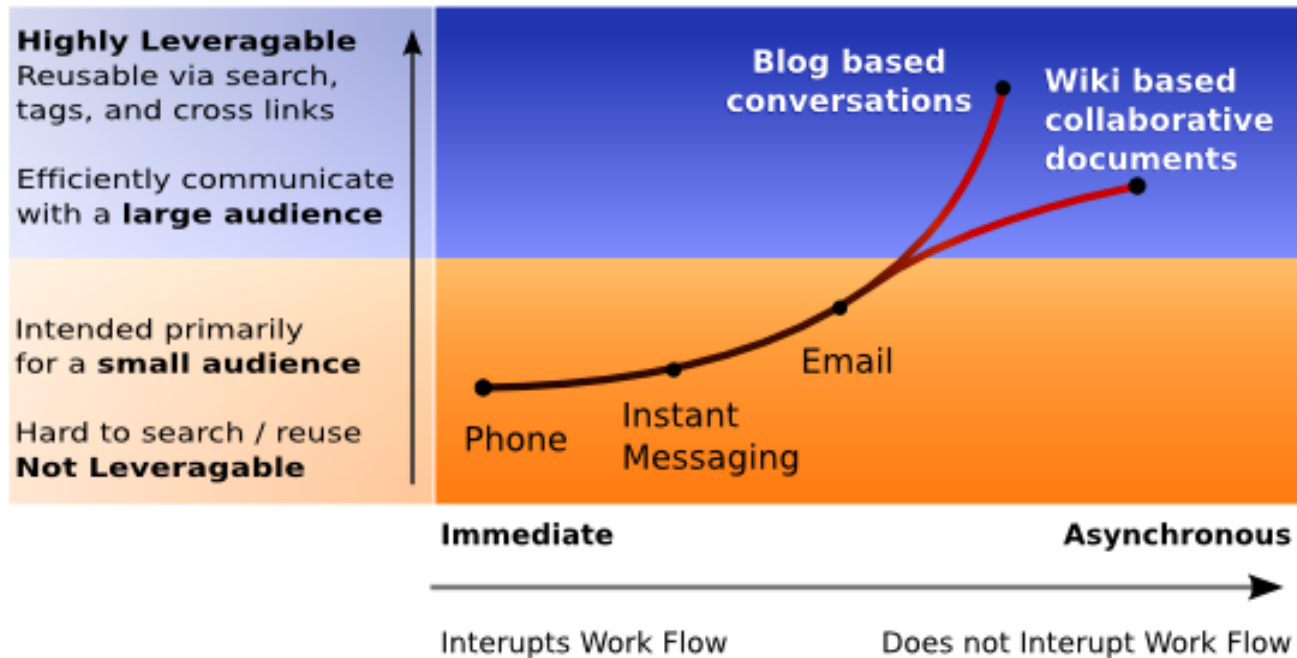 Highly Leveragable
Reusable via search,
tags, and cross links
Efficiently communicate
with a large audience
Intended primarily
for a small audience
Hard to search / reuse
Not Leveragable
Blog based
conversations
Wiki based
collaborative
documents
Email
Instant
Messaging
Phone
Immediate
Asynchronous
Interupts Work Flow
Does not Interupt Work Flow